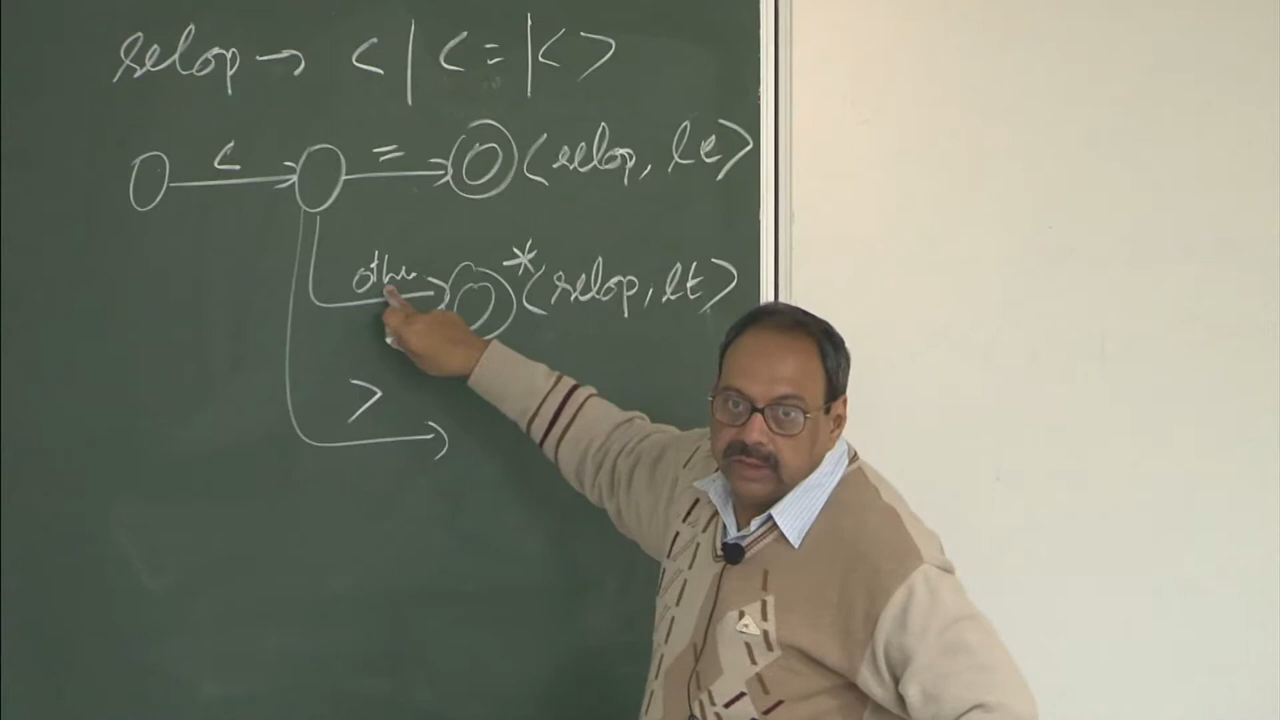 relop → < | <= | <>
< = (relop, le>
other * (relop, lt>
>